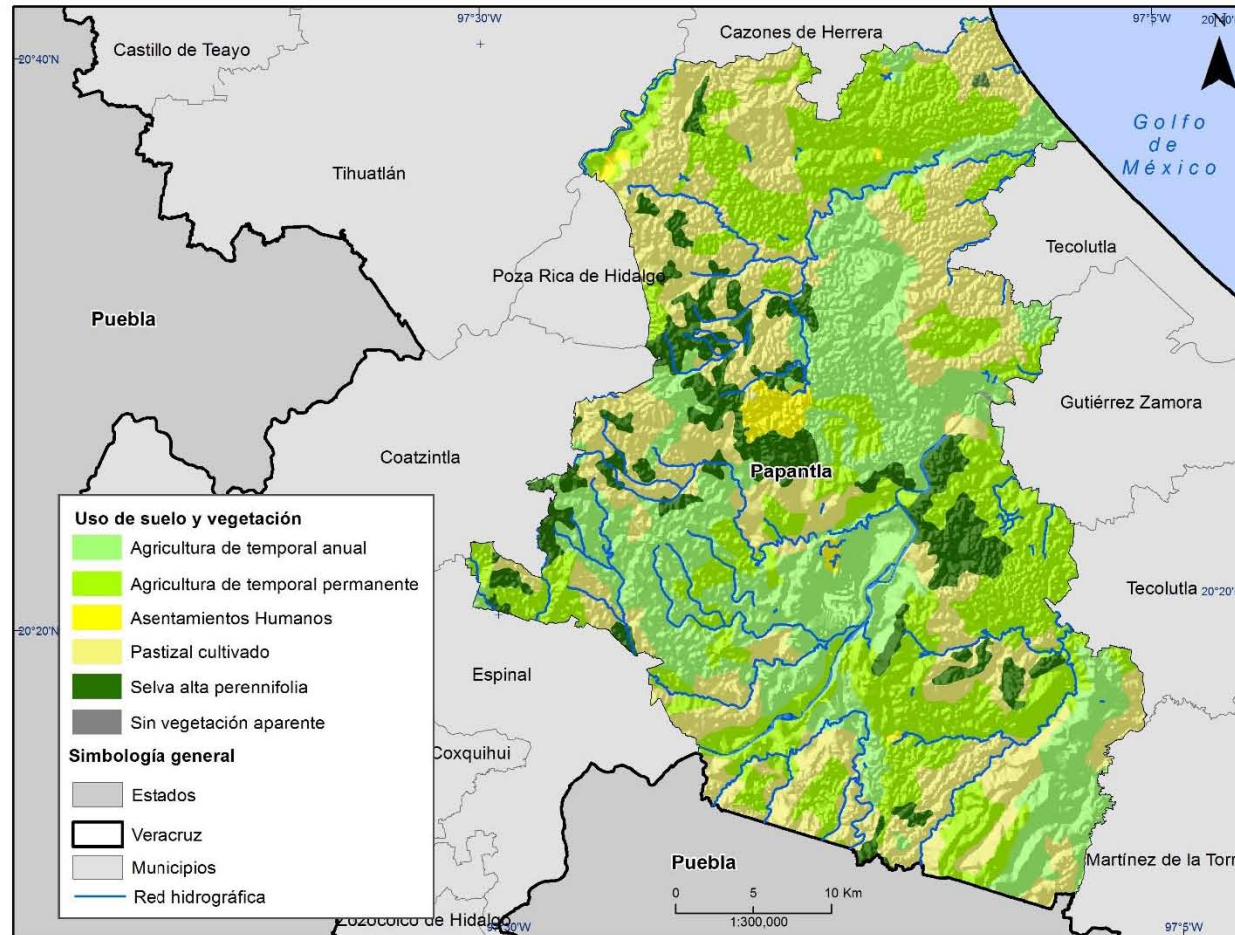 97°30'W
97°5'W
20°40'N
N
Castillo de Teayo
Cazones de Herrera
20°40'N
Golfo
de
México
Tihuatlán
Tecolutla
Poza Rica de Hidalgo
Puebla
Gutiérrez Zamora
Coatzintla
Papantla
Uso de suelo y vegetación
Agricultura de temporal anual
Agricultura de temporal permanente
Asentamientos Humanos
Pastizal cultivado
Selva alta perennifolia
Sin vegetación aparente
Simbología general
Estados
Veracruz
Municipios
Red hidrográfica
Tecolutla
20°20'N
20°20'N
Espinal
Coxquihui
Puebla
Martínez de la Torr
0 5 10 Km
1:300,000
Zozocolco de Hidalgo
97°30'W
97°5'W